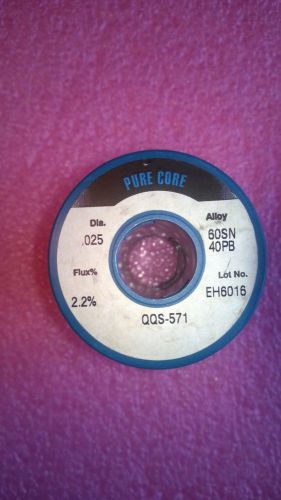 PURE CORE
Dia.
.025
Alloy
60SN
40PB
Flux%
2.2%
Lot No.
EH6016
QQS-571